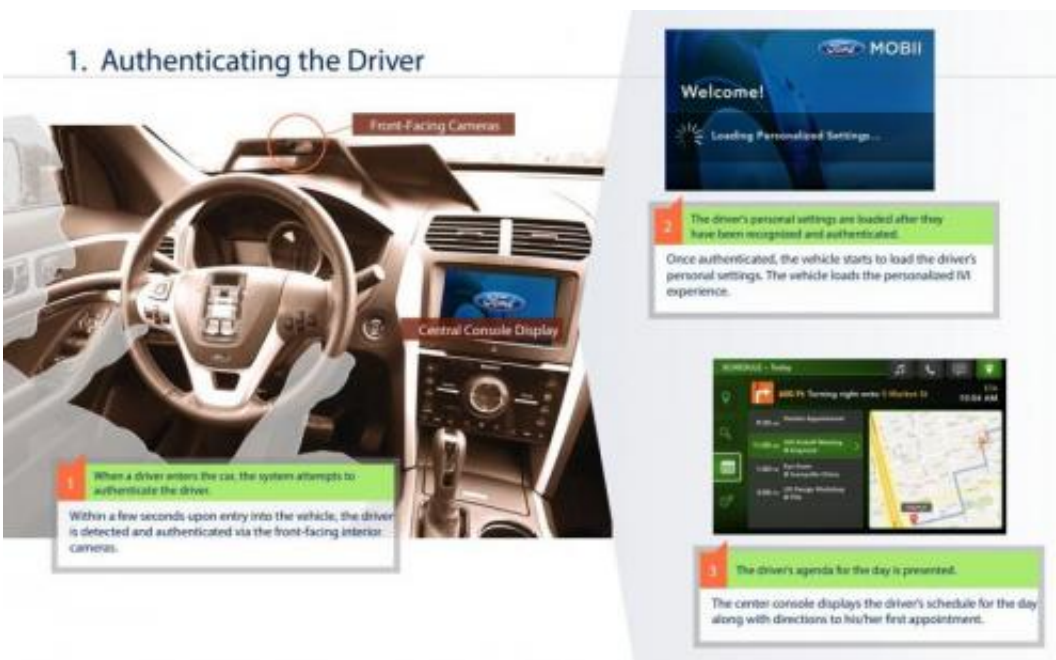 1. Authenticating the Driver
Front-Facing Cameras
Ford
Central Console Display
1
When a driver enters the car, the system attempts to
authenticate the driver.
Within a few seconds upon entry into the vehicle, the driver
is detected and authenticated via the front-facing interior
cameras.
Ford MOBII
Welcome!
Loading Personalized Settings...
2
The driver's personal settings are loaded after they
have been recognized and authenticated.
Once authenticated, the vehicle starts to load the driver's
personal settings. The vehicle loads the personalized IVI
experience.
SCHEDULE - Today
Turning right onto S Market St
ETA
10:04 AM
3
The driver's agenda for the day is presented.
The center console displays the driver's schedule for the day
along with directions to his/her first appointment.